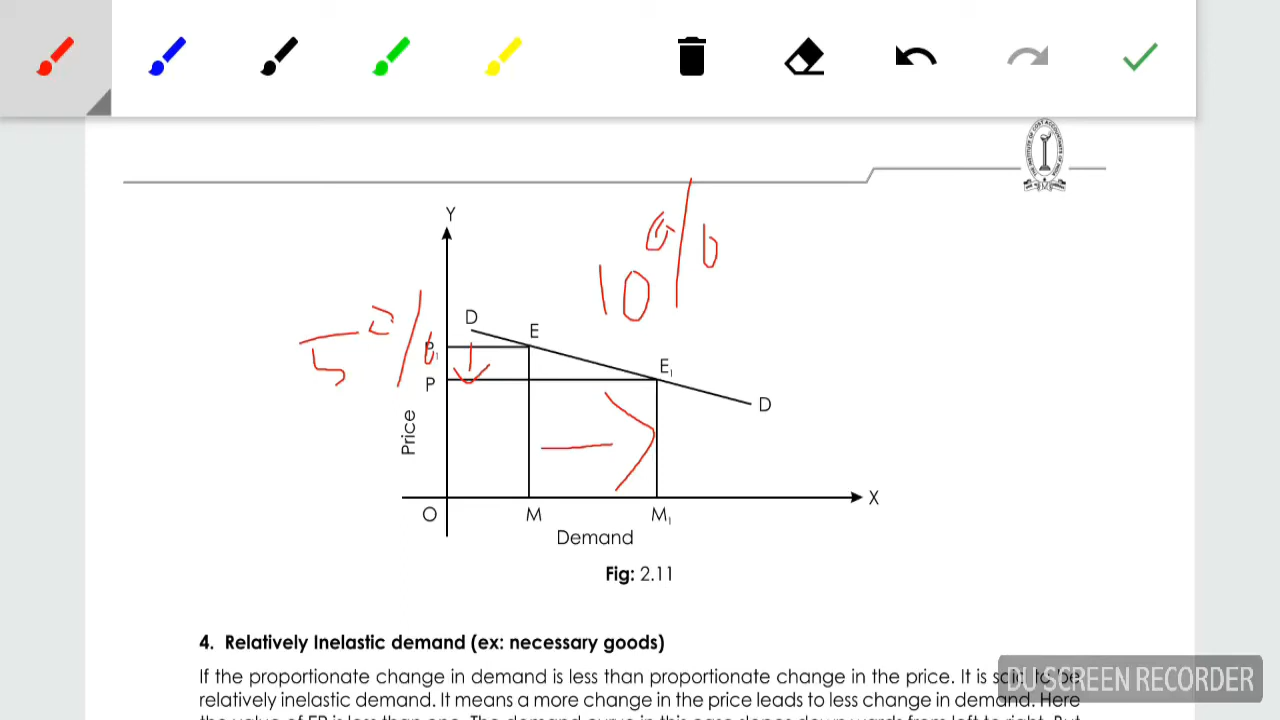 Y
10%
5%
D
E
P₁
E₁
P
D
Price
O
M
M₁
X
Demand
Fig: 2.11
4. Relatively Inelastic demand (ex: necessary goods)
If the proportionate change in demand is less than proportionate change in the price. It is said to be
relatively inelastic demand. It means a more change in the price leads to less change in demand. Here
DU SCREEN RECORDER